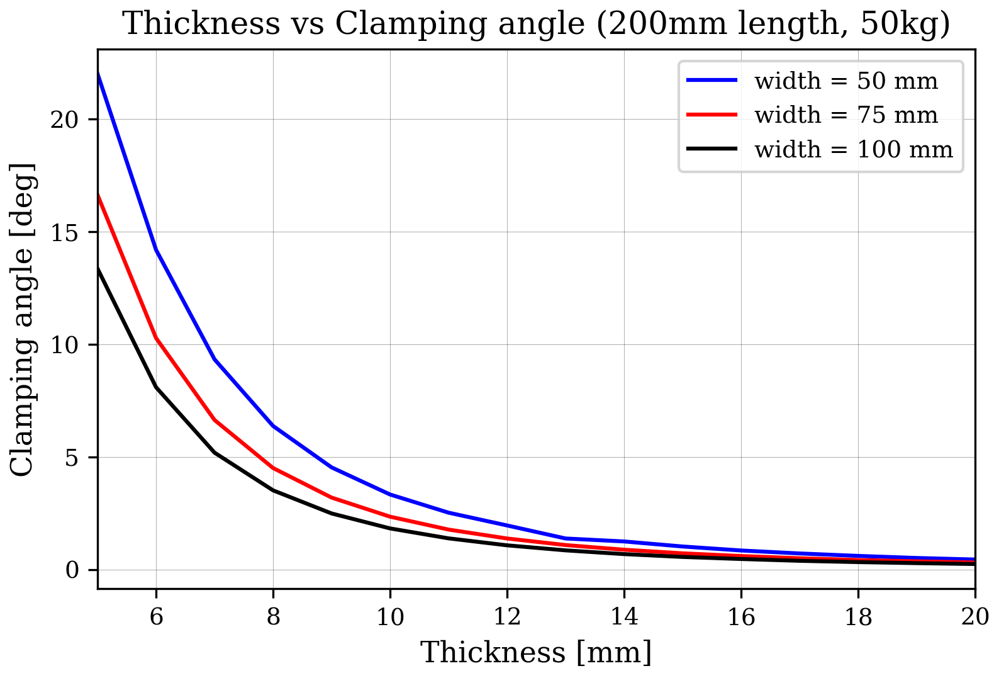 Thickness vs Clamping angle (200mm length, 50kg)
width = 50 mm
width = 75 mm
width = 100 mm
Clamping angle [deg]
20
15
10
5
0
6 8 10 12 14 16 18 20
Thickness [mm]